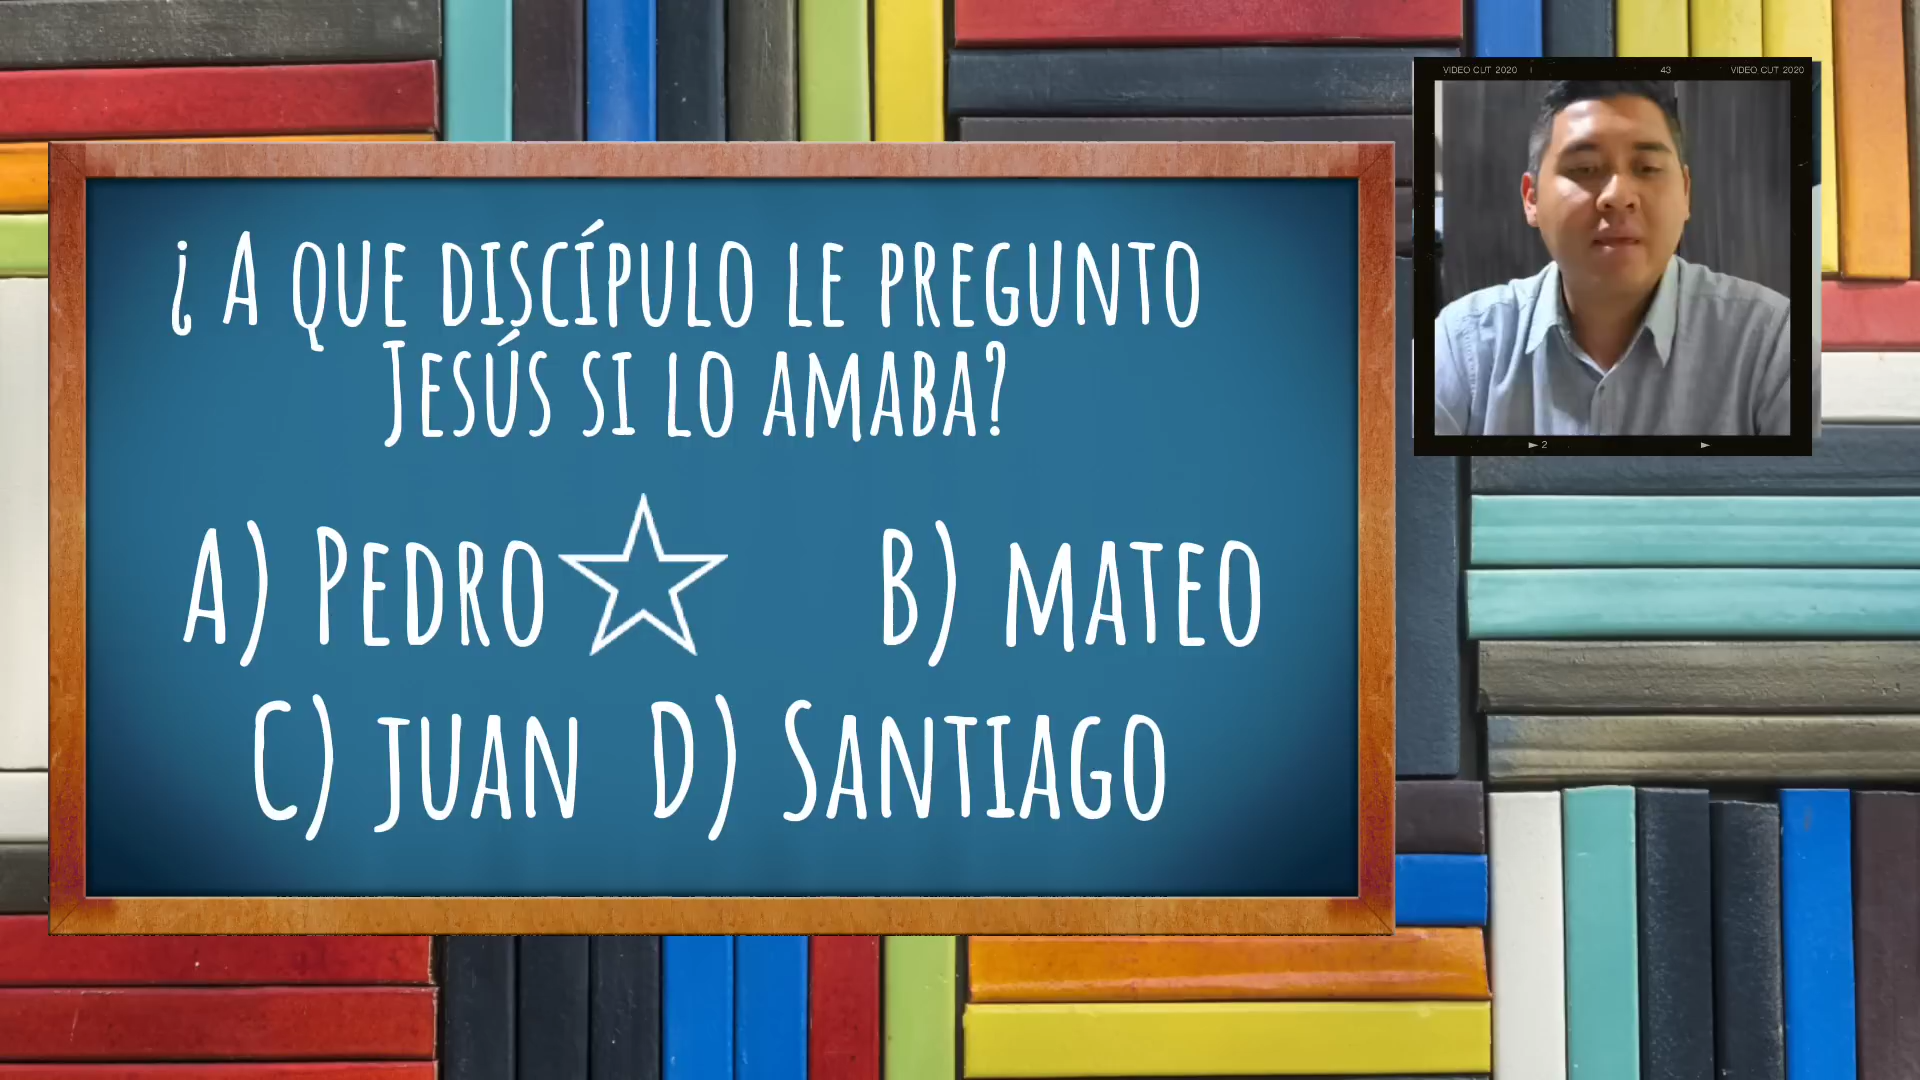 ¿ A QUE DISCÍPULO LE PREGUNTO
JESÚS SI LO AMABA?
A) PEDRO B) MATEO
C) JUAN D) SANTIAGO
VIDEO CUT 2020 43 VIDEO CUT 2020
2